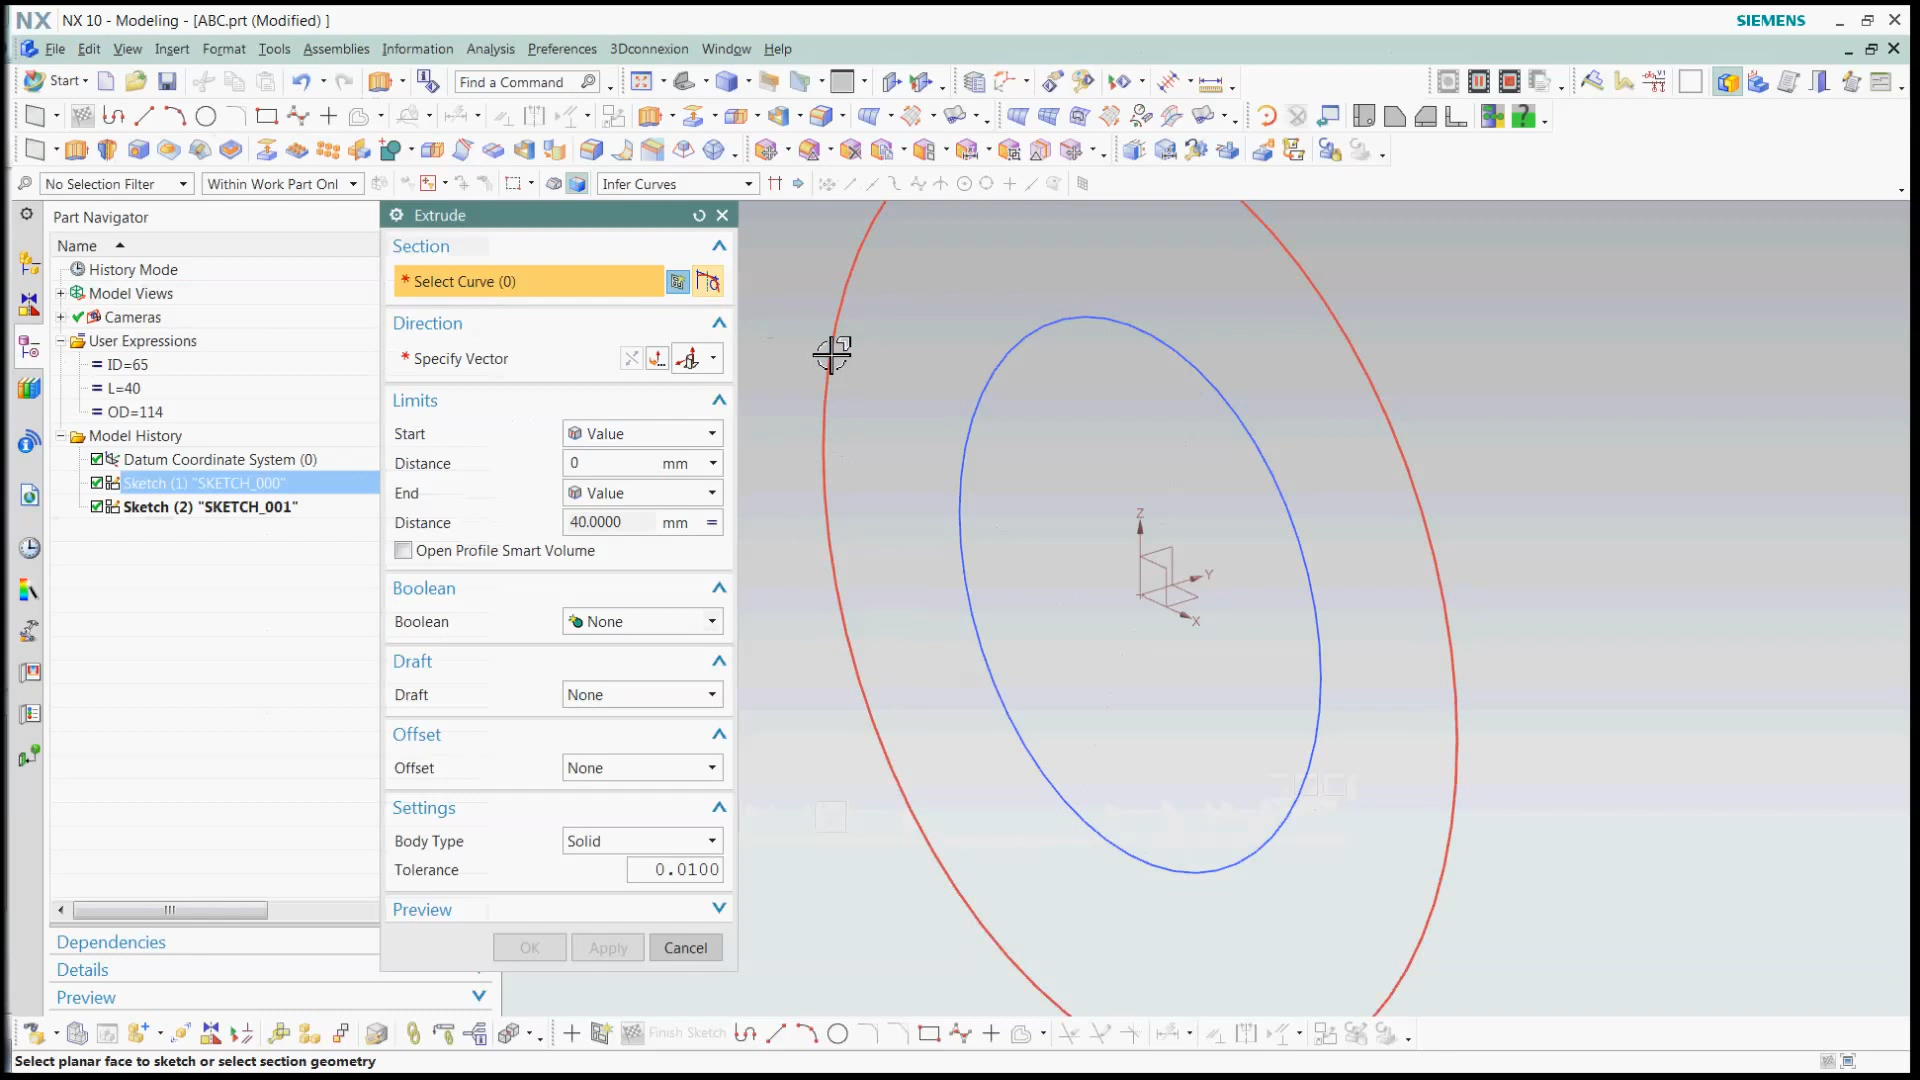 NX NX 10 - Modeling - [ABC.prt (Modified) ] SIEMENS
File Edit View Insert Format Tools Assemblies Information Analysis Preferences 3Dconnexion Window Help
Start Find a Command
No Selection Filter Within Work Part Onl Infer Curves
Part Navigator
Name
History Mode
Model Views
Cameras
User Expressions
ID=65
L=40
OD=114
Model History
Datum Coordinate System (0)
Sketch (1) "SKETCH_000"
Sketch (2) "SKETCH_001"
Dependencies
Details
Preview
Extrude
Section
* Select Curve (0)
Direction
* Specify Vector
Limits
Start Value
Distance 0 mm
End Value
Distance 40.0000 mm =
Open Profile Smart Volume
Boolean
Boolean None
Draft
Draft None
Offset
Offset None
Settings
Body Type Solid
Tolerance 0.0100
Preview
OK Apply Cancel
Z
Y
X
Finish Sketch
Select planar face to sketch or select section geometry